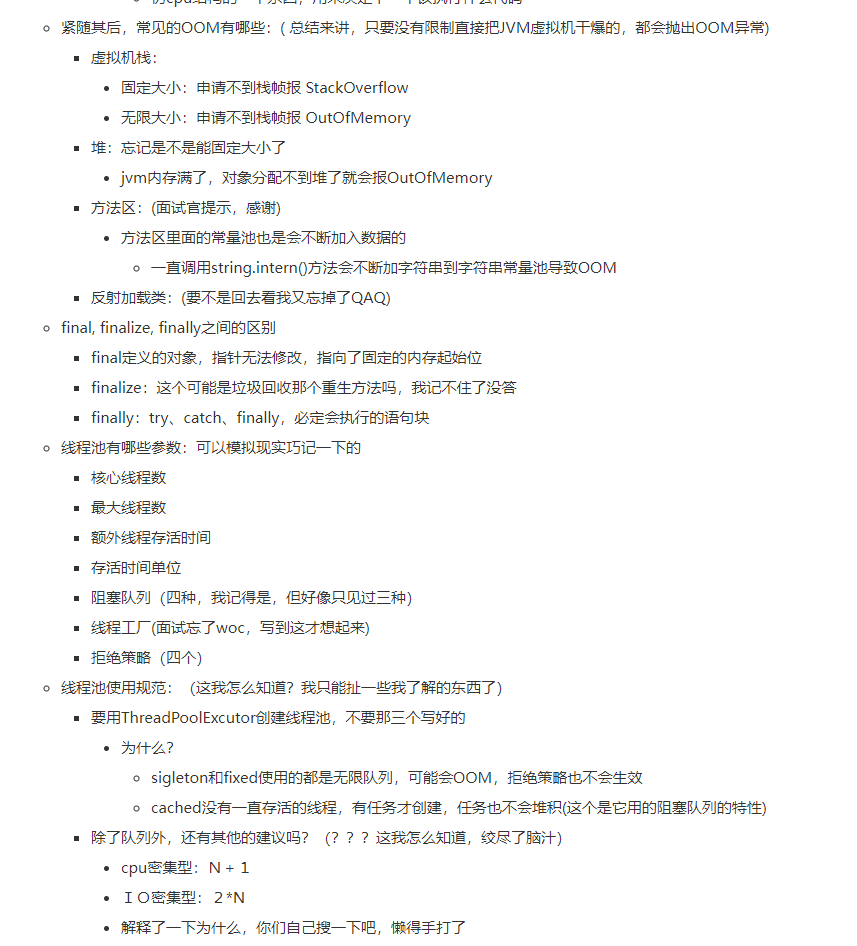 紧随其后，常见的OOM有哪些：( 总结来讲，只要没有限制直接把JVM虚拟机干爆的，都会抛出OOM异常)
虚拟机栈：
固定大小：申请不到栈帧报 StackOverflow
无限大小：申请不到栈帧报 OutOfMemory
堆：忘记是不是能固定大小了
jvm内存满了，对象分配不到堆了就会报OutOfMemory
方法区：(面试官提示，感谢)
方法区里面的常量池也是会不断加入数据的
一直调用string.intern()方法会不断加字符串到字符串常量池导致OOM
反射加载类：(要不是回去看我又忘掉了QAQ)
final, finalize, finally之间的区别
final定义的对象，指针无法修改，指向了固定的内存起始位
finalize：这个可能是垃圾回收那个重生方法吗，我记不住了没答
finally：try、catch、finally，必定会执行的语句块
线程池有哪些参数：可以模拟现实巧记一下的
核心线程数
最大线程数
额外线程存活时间
存活时间单位
阻塞队列（四种，我记得是，但好像只见过三种）
线程工厂(面试忘了woc，写到这才想起来)
拒绝策略（四个）
线程池使用规范：（这我怎么知道？我只能扯一些我了解的东西了）
要用ThreadPoolExcutor创建线程池，不要那三个写好的
为什么？
sigleton和fixed使用的都是无限队列，可能会OOM，拒绝策略也不会生效
cached没有一直存活的线程，有任务才创建，任务也不会堆积(这个是它用的阻塞队列的特性)
除了队列外，还有其他的建议吗？（？？？这我怎么知道，绞尽了脑汁）
cpu密集型：Ｎ + 1
ＩＯ密集型：２*N
解释了一下为什么，你们自己搜一下吧，懒得手打了